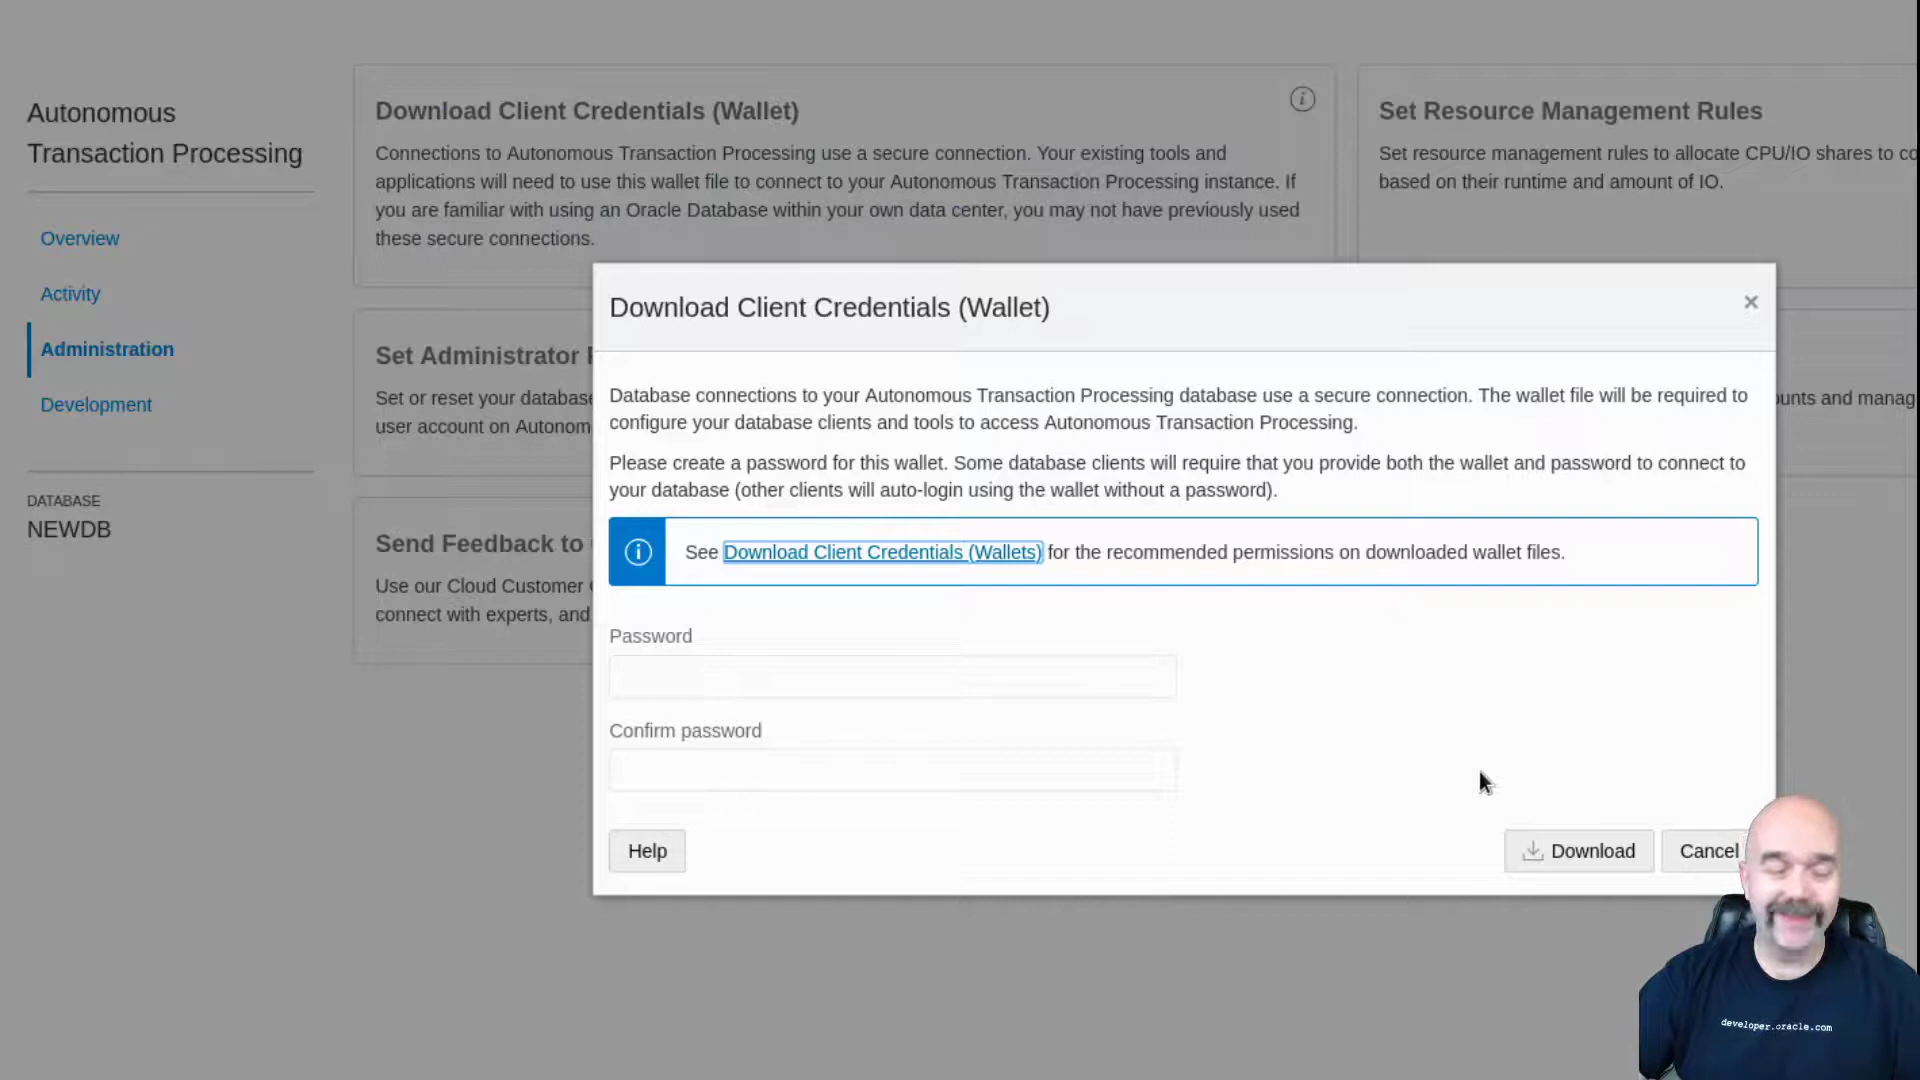 Autonomous
Transaction Processing
Overview
Activity
Administration
Development
DATABASE
NEWDB
Download Client Credentials (Wallet)
Connections to Autonomous Transaction Processing use a secure connection. Your existing tools and
applications will need to use this wallet file to connect to your Autonomous Transaction Processing instance. If
you are familiar with using an Oracle Database within your own data center, you may not have previously used
these secure connections.
Set Resource Management Rules
Set resource management rules to allocate CPU/IO shares to co
based on their runtime and amount of IO.
Set Administrator
Set or reset your database
user account on Autonom
unts and manag
Send Feedback to
Use our Cloud Customer
connect with experts, and
Download Client Credentials (Wallet)
×
Database connections to your Autonomous Transaction Processing database use a secure connection. The wallet file will be required to
configure your database clients and tools to access Autonomous Transaction Processing.
Please create a password for this wallet. Some database clients will require that you provide both the wallet and password to connect to
your database (other clients will auto-login using the wallet without a password).
See Download Client Credentials (Wallets) for the recommended permissions on downloaded wallet files.
Password
Confirm password
Help
Download
Cancel
developer.oracle.com